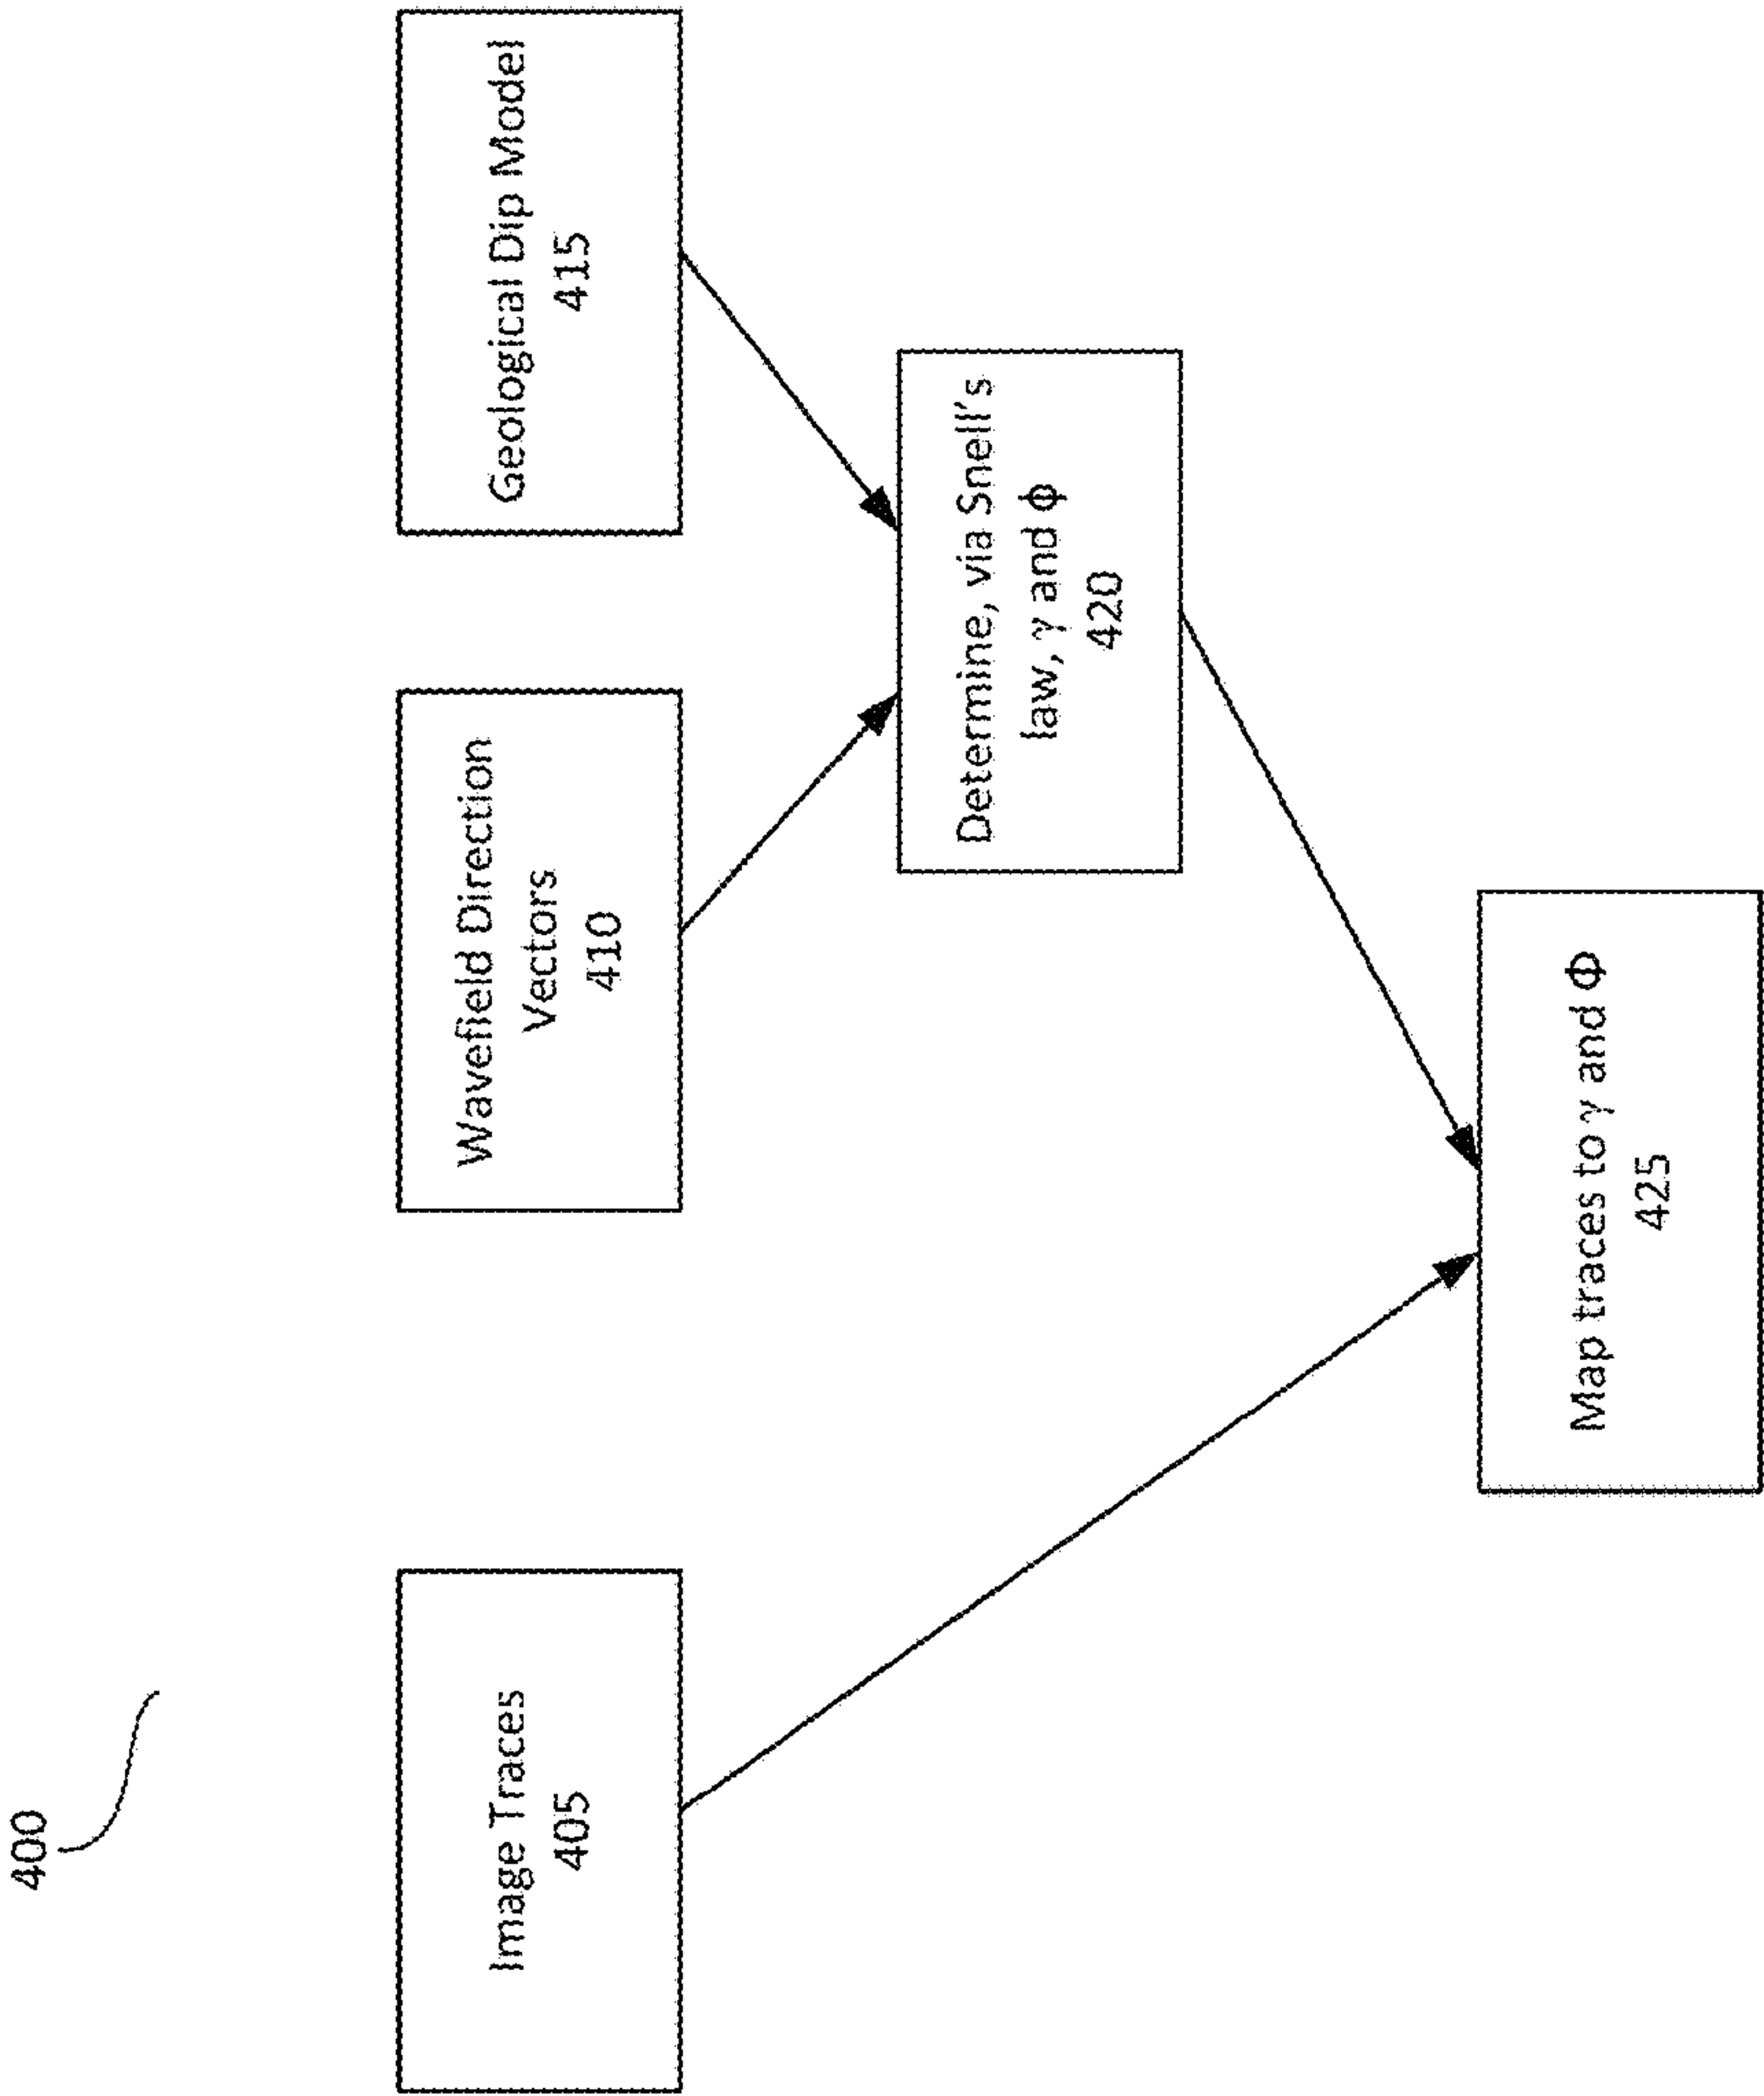 400
Image Traces
405
Wavefield Direction
Vectors
410
Geological Dip Model
415
Determine, via Snell's
law, γ and Φ
420
Map traces to γ and Φ
425